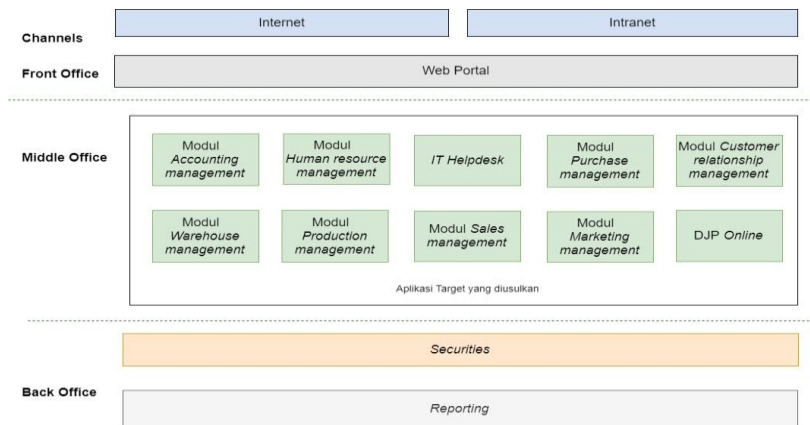 Internet
Intranet
Channels
Front Office
Web Portal
Middle Office
Modul
Accounting
management
Modul
Human resource
management
IT Helpdesk
Modul
Purchase
management
Modul Customer
relationship
management
Modul
Warehouse
management
Modul
Production
management
Modul Sales
management
Modul
Marketing
management
DJP Online
Aplikasi Target yang diusulkan
Securities
Back Office
Reporting